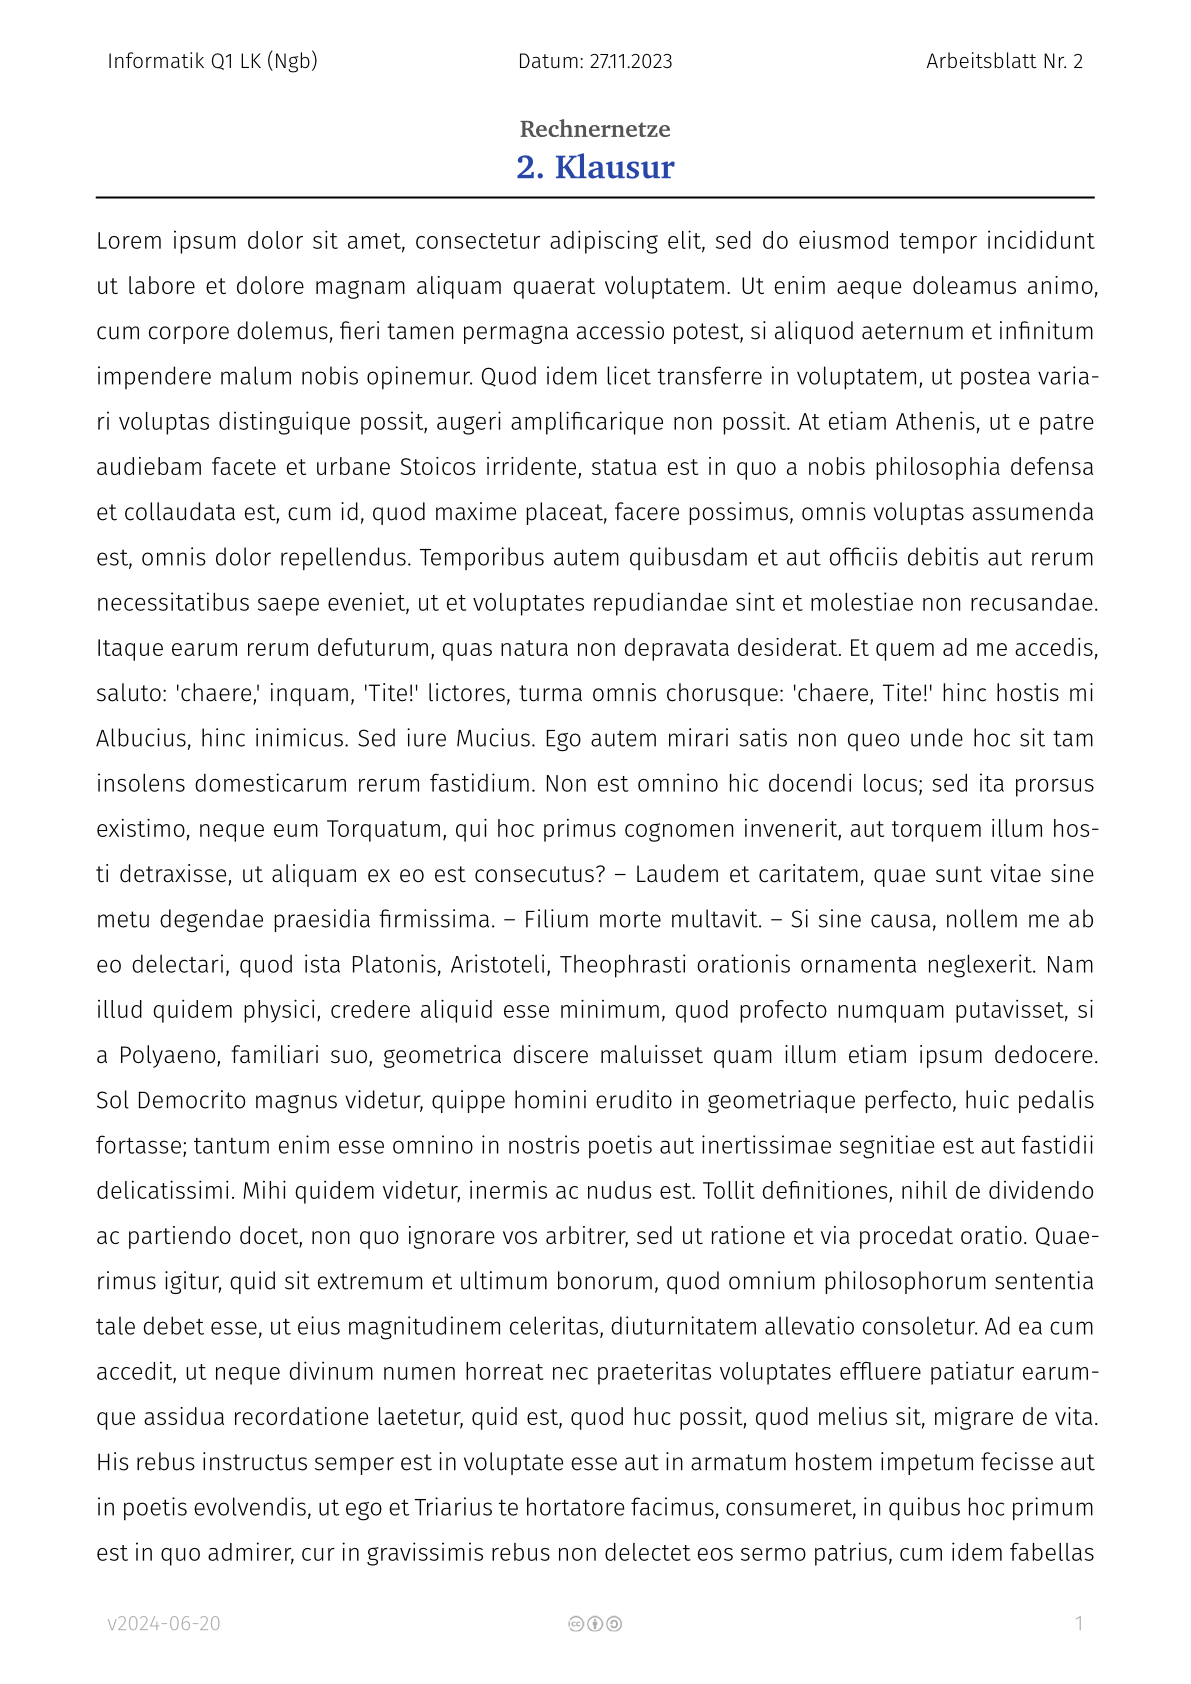 Informatik Q1 LK (Ngb) Datum: 27.11.2023 Arbeitsblatt Nr. 2
Rechnernetze
2. Klausur
Lorem ipsum dolor sit amet, consectetur adipiscing elit, sed do eiusmod tempor incididunt
ut labore et dolore magnam aliquam quaerat voluptatem. Ut enim aeque doleamus animo,
cum corpore dolemus, fieri tamen permagna accessio potest, si aliquod aeternum et infinitum
impendere malum nobis opinemur. Quod idem licet transferre in voluptatem, ut postea varia-
ri voluptas distinguique possit, augeri amplificarique non possit. At etiam Athenis, ut e patre
audiebam facete et urbane Stoicos irridente, statua est in quo a nobis philosophia defensa
et collaudata est, cum id, quod maxime placeat, facere possimus, omnis voluptas assumenda
est, omnis dolor repellendus. Temporibus autem quibusdam et aut officiis debitis aut rerum
necessitatibus saepe eveniet, ut et voluptates repudiandae sint et molestiae non recusandae.
Itaque earum rerum defuturum, quas natura non depravata desiderat. Et quem ad me accedis,
saluto: 'chaere,' inquam, 'Tite!' lictores, turma omnis chorusque: 'chaere, Tite!' hinc hostis mi
Albucius, hinc inimicus. Sed iure Mucius. Ego autem mirari satis non queo unde hoc sit tam
insolens domesticarum rerum fastidium. Non est omnino hic docendi locus; sed ita prorsus
existimo, neque eum Torquatum, qui hoc primus cognomen invenerit, aut torquem illum hos-
ti detraxisse, ut aliquam ex eo est consecutus? – Laudem et caritatem, quae sunt vitae sine
metu degendae praesidia firmissima. – Filium morte multavit. – Si sine causa, nollem me ab
eo delectari, quod ista Platonis, Aristoteli, Theophrasti orationis ornamenta neglexerit. Nam
illud quidem physici, credere aliquid esse minimum, quod profecto numquam putavisset, si
a Polyaeno, familiari suo, geometrica discere maluisset quam illum etiam ipsum dedocere.
Sol Democrito magnus videtur, quippe homini erudito in geometriaque perfecto, huic pedalis
fortasse; tantum enim esse omnino in nostris poetis aut inertissimae segnitiae est aut fastidii
delicatissimi. Mihi quidem videtur, inermis ac nudus est. Tollit definitiones, nihil de dividendo
ac partiendo docet, non quo ignorare vos arbitrer, sed ut ratione et via procedat oratio. Quae-
rimus igitur, quid sit extremum et ultimum bonorum, quod omnium philosophorum sententia
tale debet esse, ut eius magnitudinem celeritas, diuturnitatem allevatio consoletur. Ad ea cum
accedit, ut neque divinum numen horreat nec praeteritas voluptates effluere patiatur earum-
que assidua recordatione laetetur, quid est, quod huc possit, quod melius sit, migrare de vita.
His rebus instructus semper est in voluptate esse aut in armatum hostem impetum fecisse aut
in poetis evolvendis, ut ego et Triarius te hortatore facimus, consumeret, in quibus hoc primum
est in quo admirer, cur in gravissimis rebus non delectet eos sermo patrius, cum idem fabellas
v2024-06-20 1